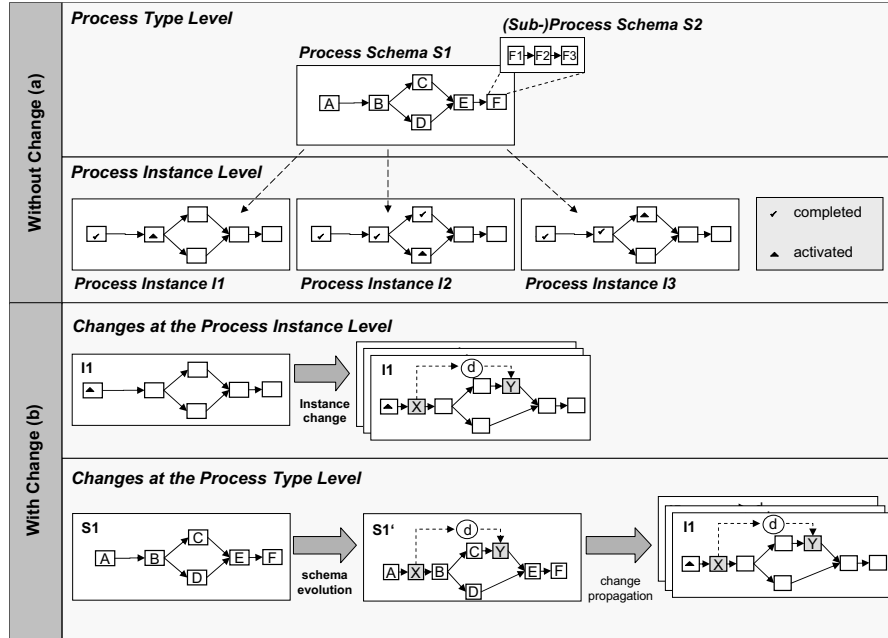 Without Change (a)
Process Type Level
(Sub-)Process Schema S2
F1 F2 F3
Process Schema S1
C
A B E F
D
Process Instance Level
completed
activated
Process Instance I1
Process Instance I2
Process Instance I3
With Change (b)
Changes at the Process Instance Level
I1
Instance
change
I1
d
X Y
Changes at the Process Type Level
S1
C
A B E F
D
schema
evolution
S1‘
d
C Y
A X B E F
D
change
propagation
I1
d
Y
X